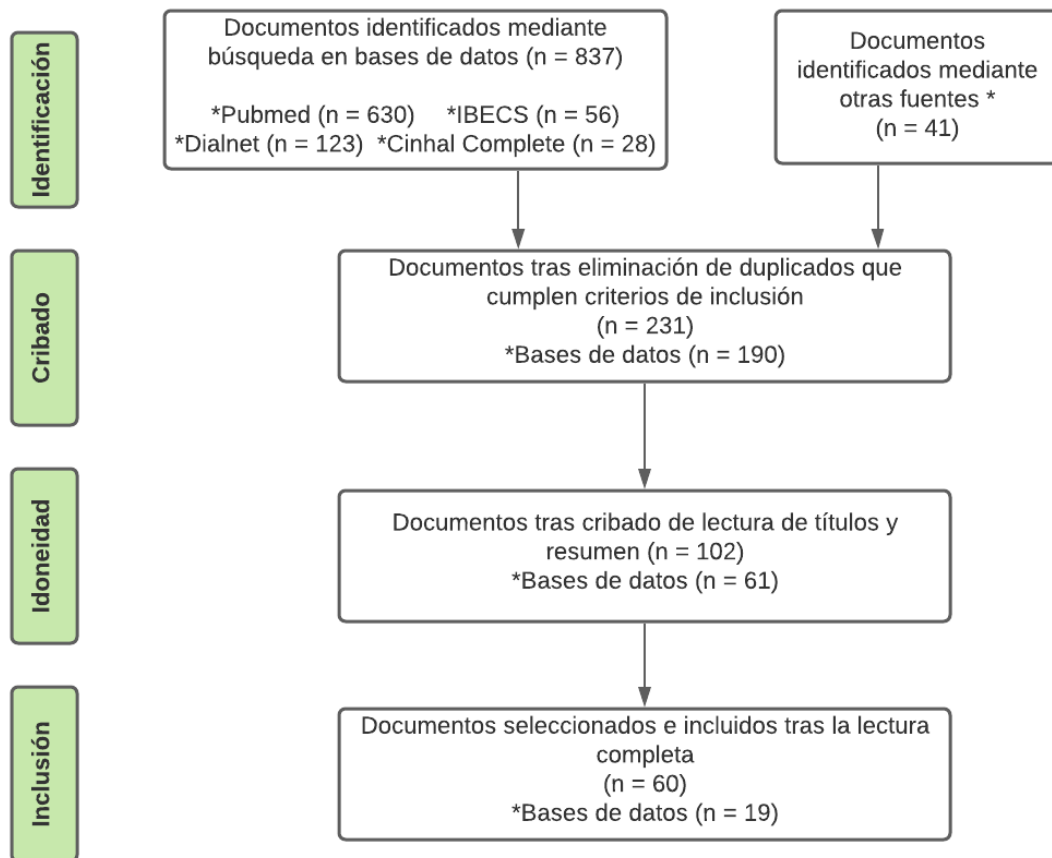 Identificación
Documentos identificados mediante
búsqueda en bases de datos (n = 837)
*Pubmed (n = 630) *IBECS (n = 56)
*Dialnet (n = 123) *Cinhal Complete (n = 28)
Documentos
identificados mediante
otras fuentes *
(n = 41)
Cribado
Documentos tras eliminación de duplicados que
cumplen criterios de inclusión
(n = 231)
*Bases de datos (n = 190)
Idoneidad
Documentos tras cribado de lectura de títulos y
resumen (n = 102)
*Bases de datos (n = 61)
Inclusión
Documentos seleccionados e incluidos tras la lectura
completa
(n = 60)
*Bases de datos (n = 19)